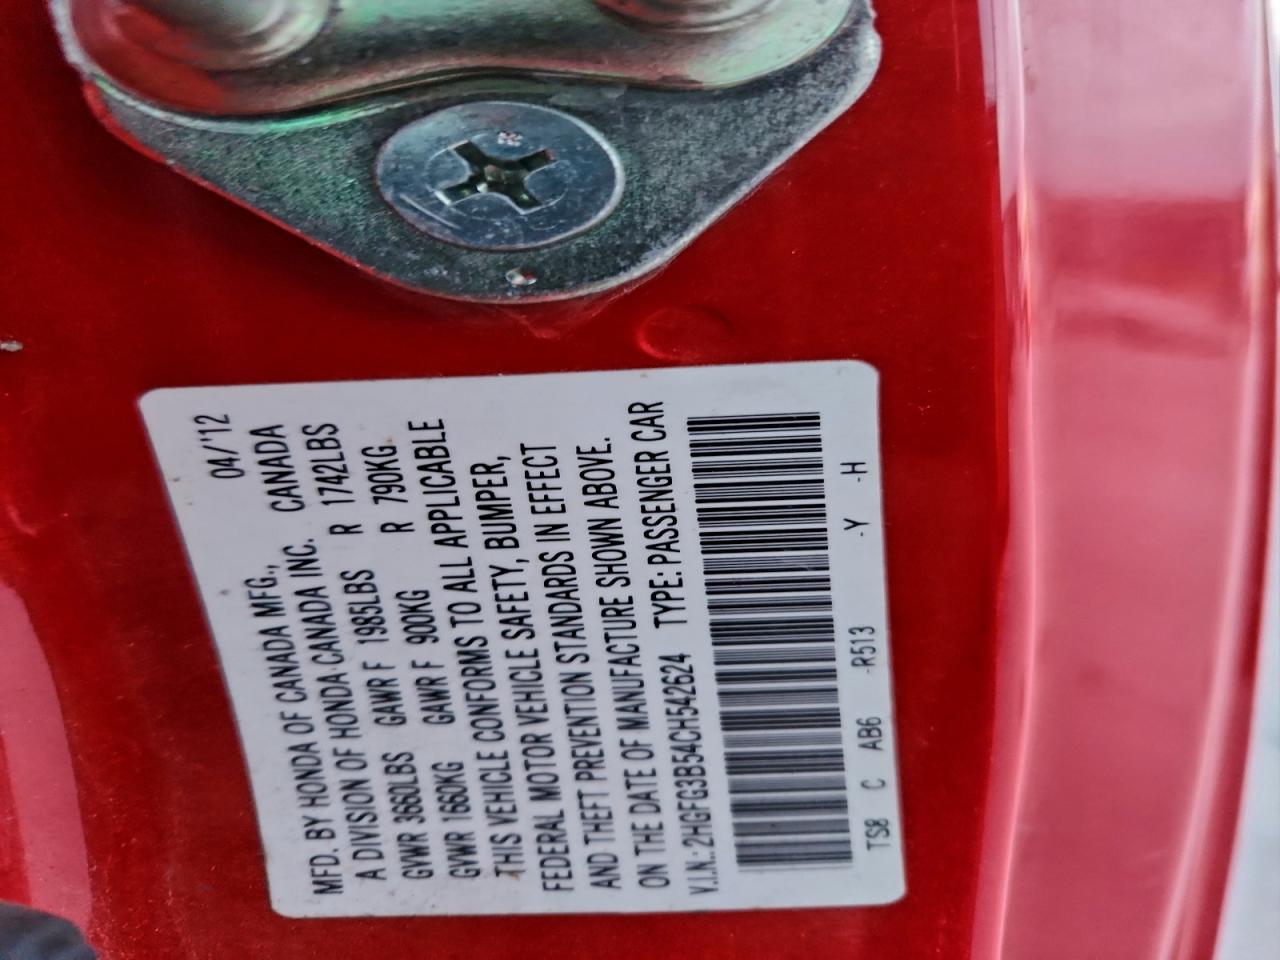 MFD. BY HONDA OF CANADA MFG., 04/'12
A DIVISION OF HONDA CANADA INC. CANADA
GVWR 3660LBS GAWR F 1985LBS R 1742LBS
GVWR 1660KG GAWR F 900KG R 790KG
THIS VEHICLE CONFORMS TO ALL APPLICABLE
FEDERAL MOTOR VEHICLE SAFETY, BUMPER,
AND THEFT PREVENTION STANDARDS IN EFFECT
ON THE DATE OF MANUFACTURE SHOWN ABOVE.
V.I.N.: 2HGFG3B54CH542624 TYPE: PASSENGER CAR
TS8 C AB6 -R513 -Y -H